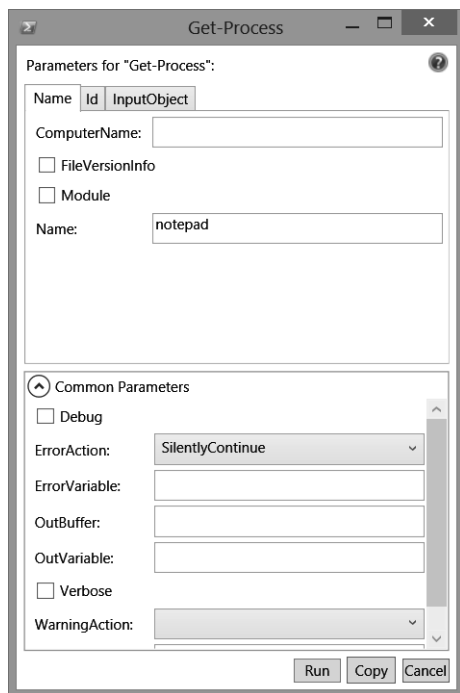 Get-Process
Parameters for "Get-Process":
Name Id InputObject
ComputerName:
FileVersionInfo
Module
Name: notepad
Common Parameters
Debug
ErrorAction: SilentlyContinue
ErrorVariable:
OutBuffer:
OutVariable:
Verbose
WarningAction:
Run Copy Cancel